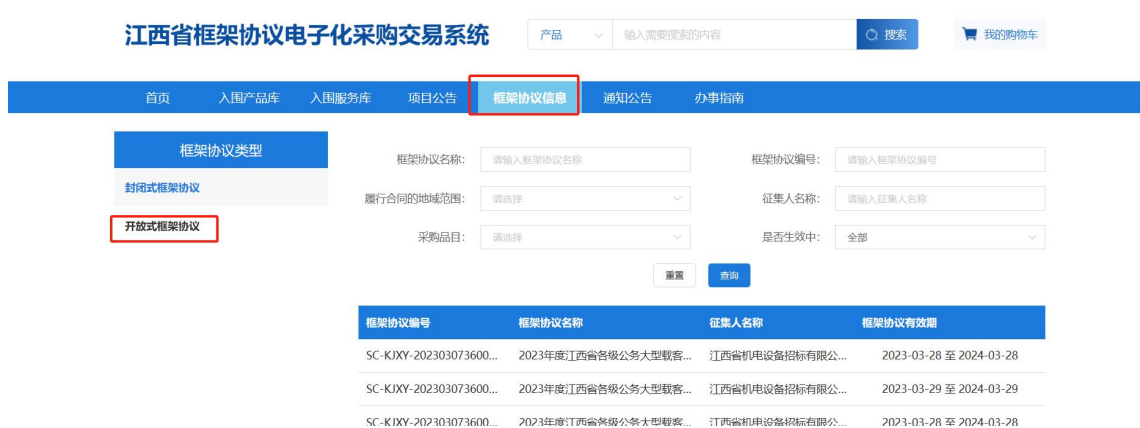 江西省框架协议电子化采购交易系统 产品 输入需要搜索的内容 搜索 我的购物车
首页 入围产品库 入围服务库 项目公告 框架协议信息 通知公告 办事指南
框架协议类型
封闭式框架协议
开放式框架协议
框架协议名称: 请输入框架协议名称 框架协议编号: 请输入框架协议编号
履行合同的地域范围: 请选择 征集人名称: 请输入征集人名称
采购品目: 请选择 是否生效中: 全部
重置 查询
框架协议编号 框架协议名称 征集人名称 框架协议有效期
SC-KJXY-202303073600... 2023年度江西省各级公务大型载客... 江西省机电设备招标有限公... 2023-03-28 至 2024-03-28
SC-KJXY-202303073600... 2023年度江西省各级公务大型载客... 江西省机电设备招标有限公... 2023-03-29 至 2024-03-29
SC-KJXY-202303073600... 2023年度江西省各级公务大型载客... 江西省机电设备招标有限公... 2023-03-28 至 2024-03-28